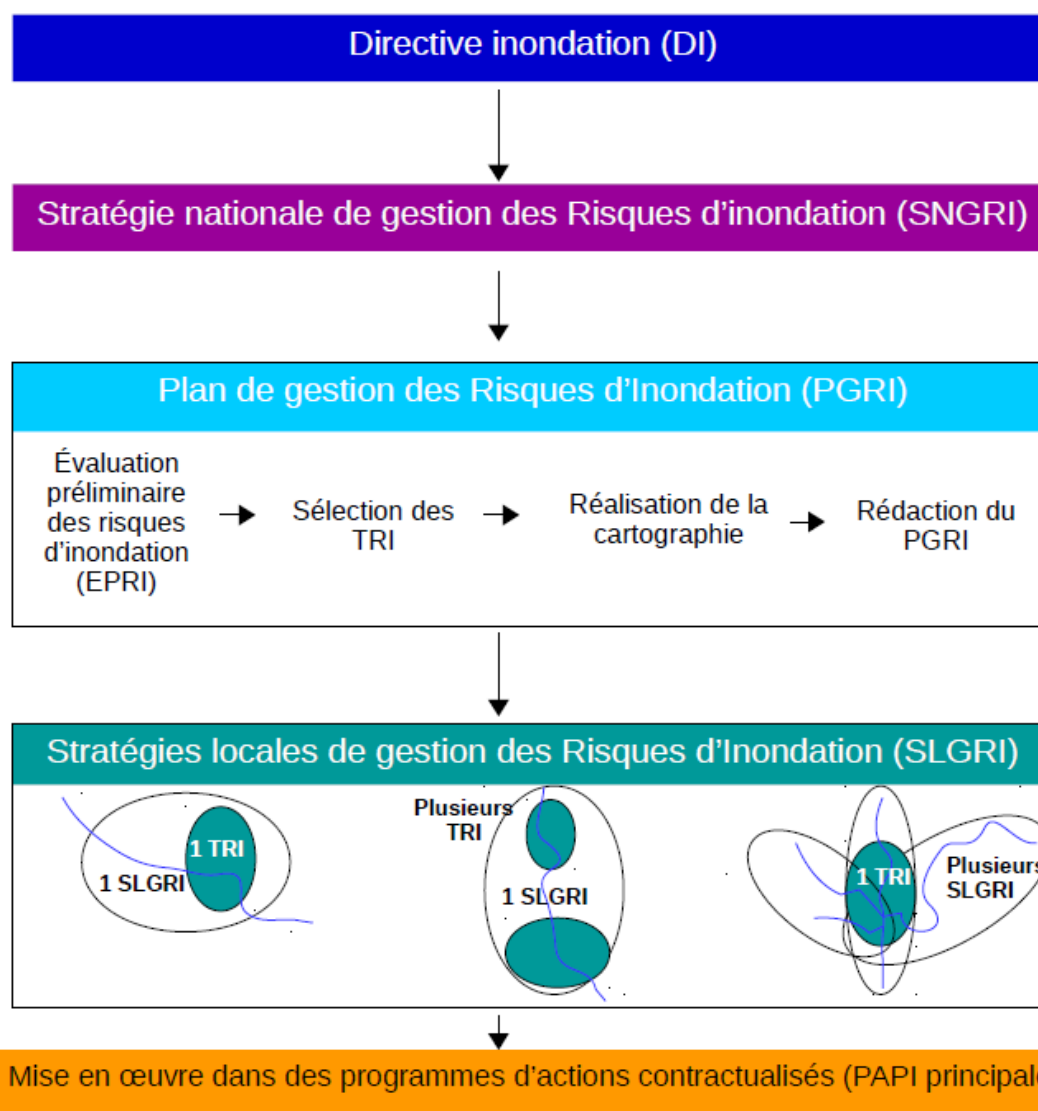 Directive inondation (DI)
Stratégie nationale de gestion des Risques d’inondation (SNGRI)
Plan de gestion des Risques d’Inondation (PGRI)
Évaluation
préliminaire
des risques
d’inondation
(EPRI)
Sélection des
TRI
Réalisation de la
cartographie
Rédaction du
PGRI
Stratégies locales de gestion des Risques d’Inondation (SLGRI)
1 TRI
1 SLGRI
Plusieurs
TRI
1 SLGRI
1 TRI
Plusieurs
SLGRI
Mise en œuvre dans des programmes d’actions contractualisés (PAPI principale